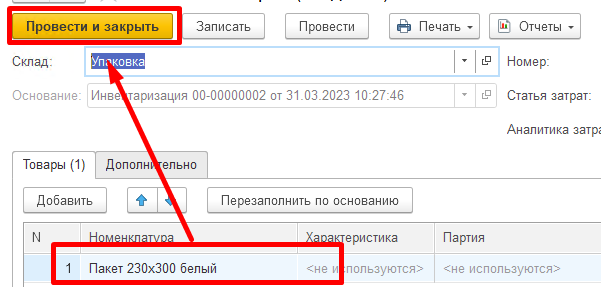 Провести и закрыть Записать Провести Печать Отчеты
Склад: Упаковка Номер:
Основание: Инвентаризация 00-00000002 от 31.03.2023 10:27:46 Статья затрат:
Аналитика затра
Товары (1) Дополнительно
Добавить Перезаполнить по основанию
N Номенклатура Характеристика Партия
1 Пакет 230х300 белый <не используются> <не используются>